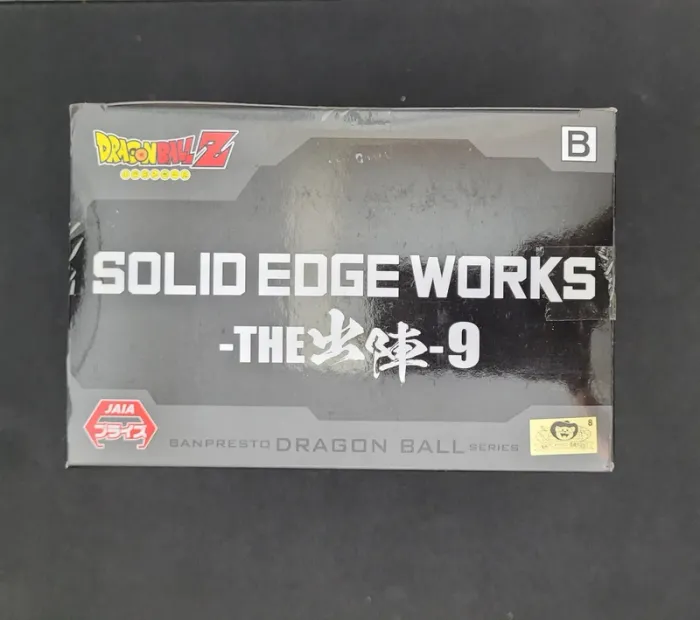 DRAGON BALL Z
B
SOLID EDGE WORKS
-THE出陣-9
JAIA
プライズ
BANPRESTO DRAGON BALL SERIES